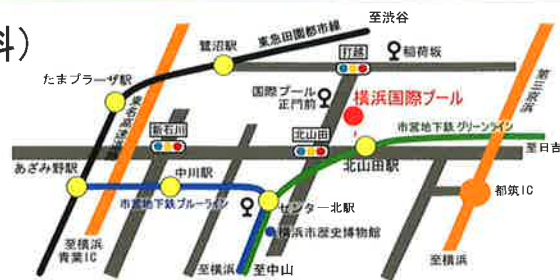 料)
至渋谷
東急田園都市線
鷺沼駅
打越
稲荷坂
たまプラーザ駅
国際プール
正門前
横浜国際プール
第三京浜
東名高速道路
新石川
北山田
市営地下鉄 グリーンライン
至日吉
北山田駅
あざみ野駅
中川駅
市営地下鉄 ブルーライン
センター北駅
都筑IC
横浜市歴史博物館
至横浜
青葉IC
至横浜
至中山
至横浜